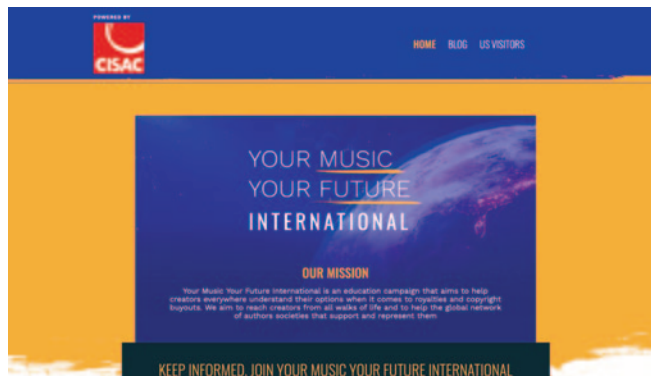 POWERED BY
CISAC
HOME BLOG US VISITORS
YOUR MUSIC
YOUR FUTURE
INTERNATIONAL
OUR MISSION
Your Music Your Future International is an education campaign that aims to help
creators everywhere understand their options when it comes to royalties and copyright
buyouts. We aim to reach creators from all walks of life and to help the global network
of authors societies that support and represent them
KEEP INFORMED. JOIN YOUR MUSIC YOUR FUTURE INTERNATIONAL